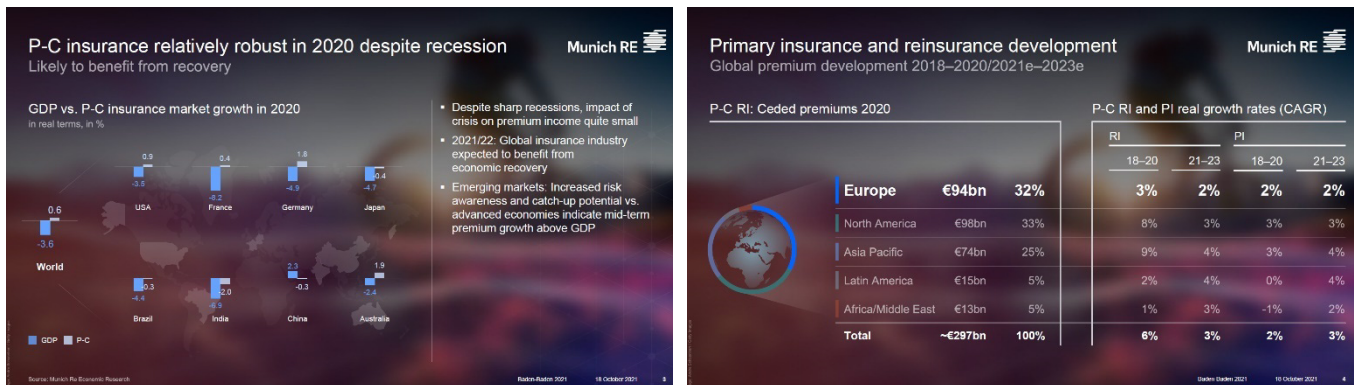 P-C insurance relatively robust in 2020 despite recession
Munich RE
Likely to benefit from recovery
GDP vs. P-C insurance market growth in 2020
in real terms, in %
0.9
-3.5
USA
0.4
-8.2
France
1.8
-4.9
Germany
-0.4
-4.7
Japan
0.6
-3.6
World
-0.3
-4.4
Brazil
-2.0
-6.9
India
2.3
-0.3
China
1.9
-2.4
Australia
GDP P-C
▪ Despite sharp recessions, impact of
crisis on premium income quite small
▪ 2021/22: Global insurance industry
expected to benefit from
economic recovery
▪ Emerging markets: Increased risk
awareness and catch-up potential vs.
advanced economies indicate mid-term
premium growth above GDP
Source: Munich Re Economic Research
Baden-Baden 2021 18 October 2021 3
Primary insurance and reinsurance development
Munich RE
Global premium development 2018–2020/2021e–2023e
P-C RI: Ceded premiums 2020
P-C RI and PI real growth rates (CAGR)
RI PI
18–20 21–23 18–20 21–23
Europe €94bn 32% 3% 2% 2% 2%
North America €98bn 33% 8% 3% 3% 3%
Asia Pacific €74bn 25% 9% 4% 3% 4%
Latin America €15bn 5% 2% 4% 0% 4%
Africa/Middle East €13bn 5% 1% 3% -1% 2%
Total ~€297bn 100% 6% 3% 2% 3%
Baden-Baden 2021 October 2021 4